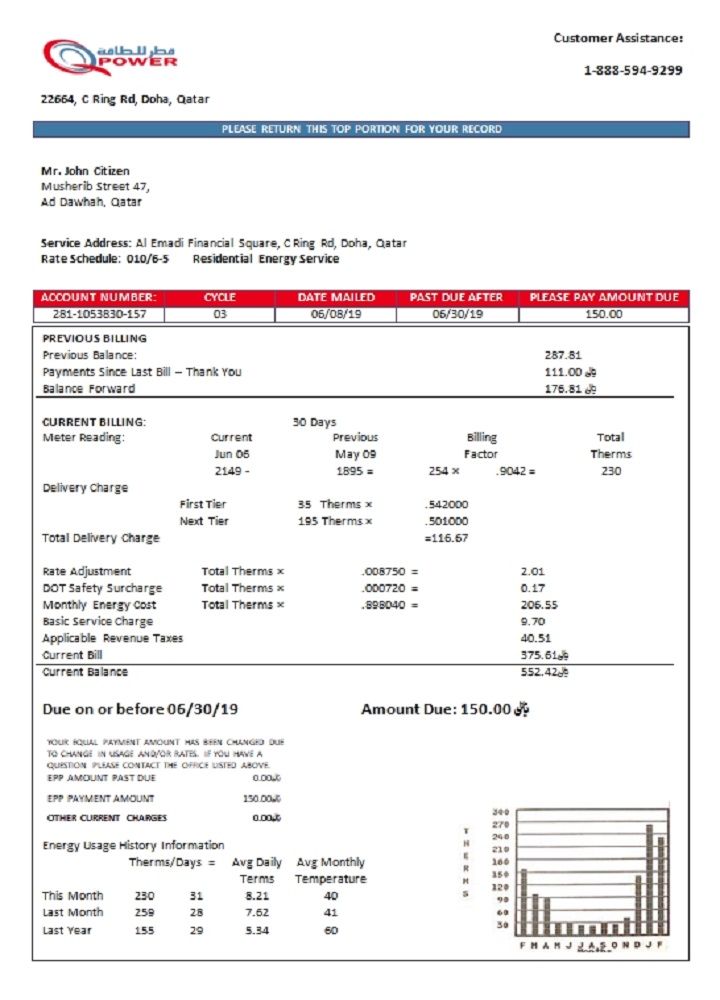 قطر للطاقة
QPOWER
Customer Assistance:
1-888-594-9299
22664, C Ring Rd, Doha, Qatar
PLEASE RETURN THIS TOP PORTION FOR YOUR RECORD
Mr. John Citizen
Musherib Street 47,
Ad Dawhah, Qatar
Service Address: Al Emadi Financial Square, C Ring Rd, Doha, Qatar
Rate Schedule: 010/6-5 Residential Energy Service
ACCOUNT NUMBER: CYCLE DATE MAILED PAST DUE AFTER PLEASE PAY AMOUNT DUE
281-1053830-157 03 06/08/19 06/30/19 150.00
PREVIOUS BILLING
Previous Balance: 287.81
Payments Since Last Bill – Thank You 111.00 ﷼
Balance Forward 176.81 ﷼
CURRENT BILLING: 30 Days
Meter Reading: Current Previous Billing Total
Jun 06 May 09 Factor Therms
2149 - 1895 = 254 × .9042 = 230
Delivery Charge
First Tier 35 Therms × .542000
Next Tier 195 Therms × .501000
Total Delivery Charge =116.67
Rate Adjustment Total Therms × .008750 = 2.01
DOT Safety Surcharge Total Therms × .000720 = 0.17
Monthly Energy Cost Total Therms × .898040 = 206.55
Basic Service Charge 9.70
Applicable Revenue Taxes 40.51
Current Bill 375.61﷼
Current Balance 552.42﷼
Due on or before 06/30/19 Amount Due: 150.00 ﷼
YOUR EQUAL PAYMENT AMOUNT HAS BEEN CHANGED DUE
TO CHANGE IN USAGE AND/OR RATES. IF YOU HAVE A
QUESTION PLEASE CONTACT THE OFFICE LISTED ABOVE.
EPP AMOUNT PAST DUE 0.00﷼
EPP PAYMENT AMOUNT 150.00﷼
OTHER CURRENT CHARGES 0.00﷼
Energy Usage History Information
Therms/Days = Avg Daily Avg Monthly
Terms Temperature
This Month 230 31 8.21 40
Last Month 259 28 7.62 41
Last Year 155 29 5.34 60
THERMS
300
270
240
210
180
150
120
90
60
30
F M A M J J A S O N D J F